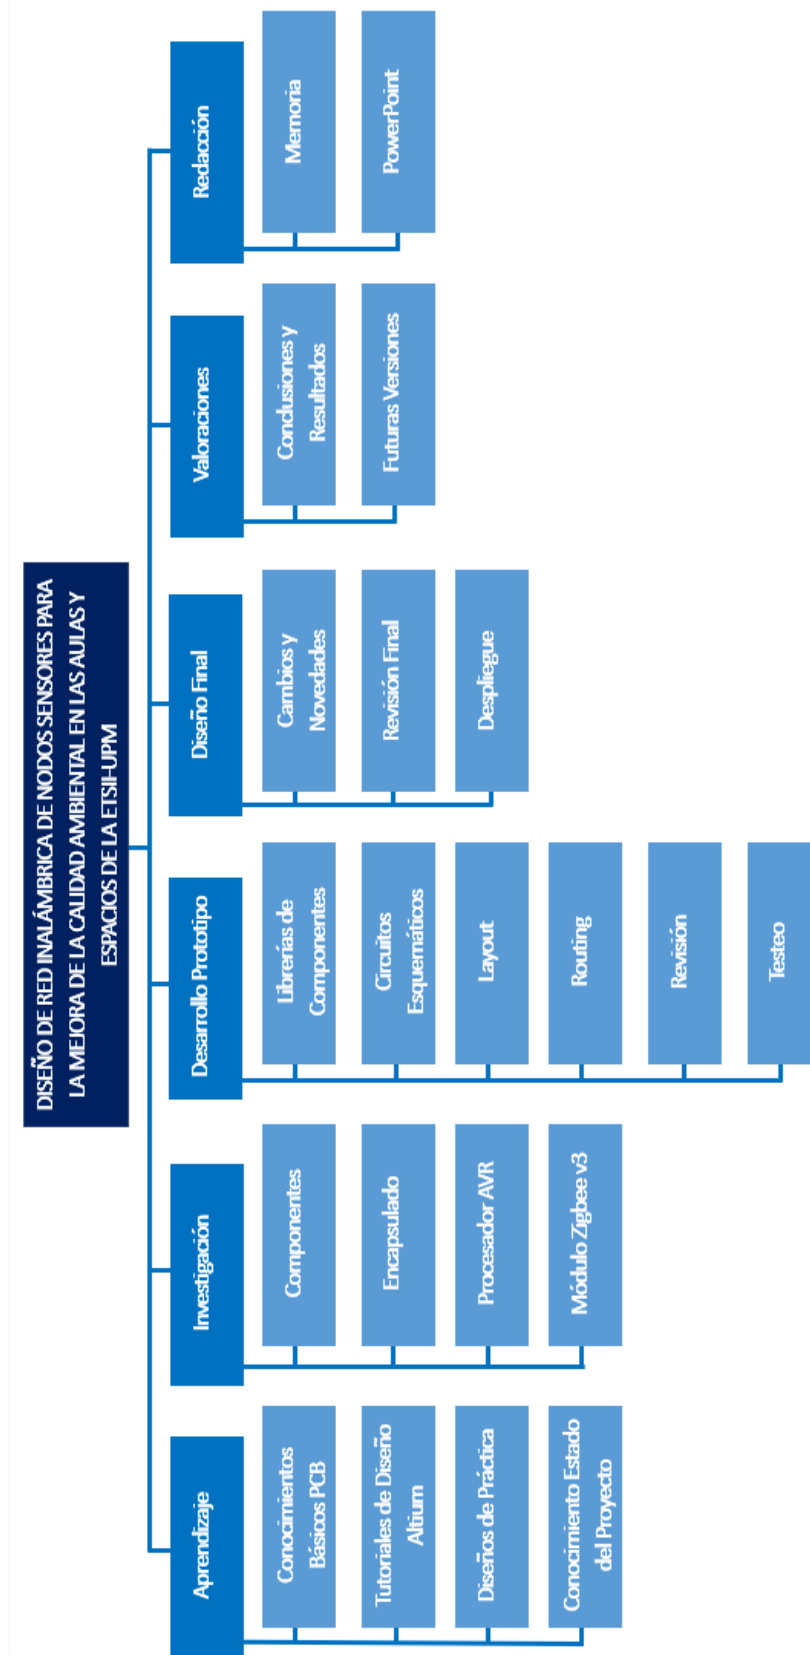 DISEÑO DE RED INALÁMBRICA DE NODOS SENSORES PARA
LA MEJORA DE LA CALIDAD AMBIENTAL EN LAS AULAS Y
ESPACIOS DE LA ETSII-UPM
Aprendizaje
Conocimientos
Básicos PCB
Tutoriales de Diseño
Altium
Diseños de Práctica
Conocimiento Estado
del Proyecto
Investigación
Componentes
Encapsulado
Procesador AVR
Módulo Zigbee v3
Desarrollo Prototipo
Librerías de
Componentes
Circuitos
Esquemáticos
Layout
Routing
Revisión
Testeo
Diseño Final
Cambios y
Novedades
Revisión Final
Despliegue
Valoraciones
Conclusiones y
Resultados
Futuras Versiones
Redacción
Memoria
PowerPoint